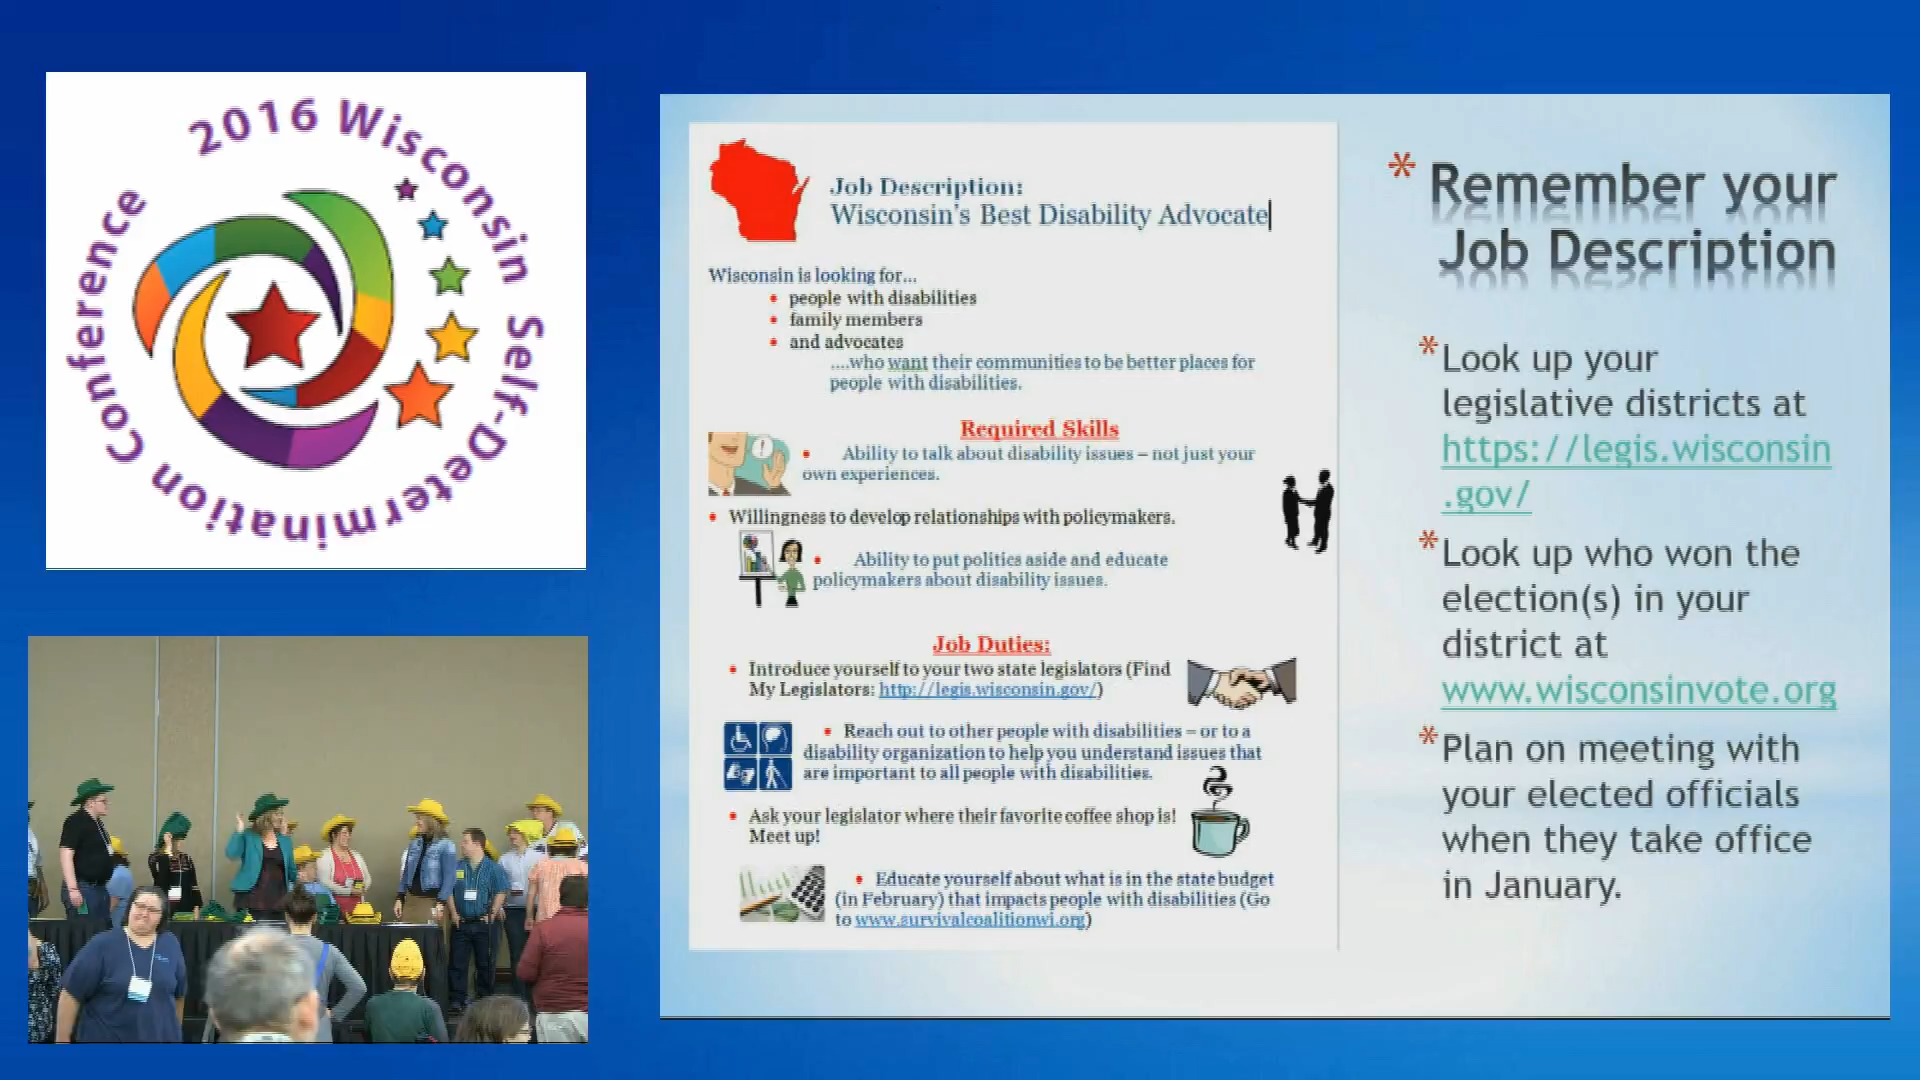 2016 Wisconsin Self-Determination Conference
Job Description:
Wisconsin's Best Disability Advocate
Wisconsin is looking for...
• people with disabilities
• family members
• and advocates
....who want their communities to be better places for
people with disabilities.
Required Skills
• Ability to talk about disability issues – not just your
own experiences.
• Willingness to develop relationships with policymakers.
• Ability to put politics aside and educate
policymakers about disability issues.
Job Duties:
• Introduce yourself to your two state legislators (Find
My Legislators: http://legis.wisconsin.gov/)
• Reach out to other people with disabilities – or to a
disability organization to help you understand issues that
are important to all people with disabilities.
• Ask your legislator where their favorite coffee shop is!
Meet up!
• Educate yourself about what is in the state budget
(in February) that impacts people with disabilities (Go
to www.survivalcoalitionwi.org)
* Remember your
Job Description
* Look up your
legislative districts at
https://legis.wisconsin
.gov/
* Look up who won the
election(s) in your
district at
www.wisconsinvote.org
* Plan on meeting with
your elected officials
when they take office
in January.